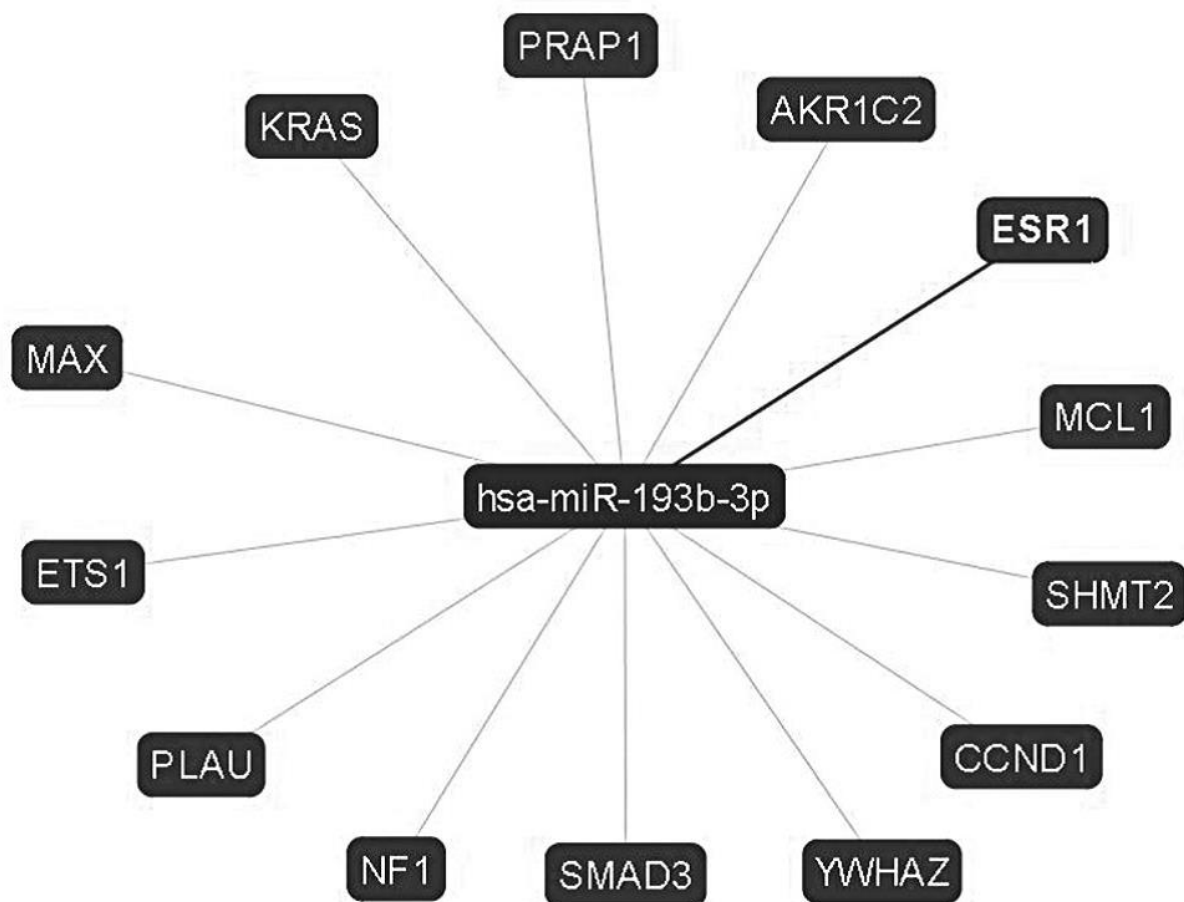 PRAP1
AKR1C2
KRAS
ESR1
MAX
MCL1
hsa-miR-193b-3p
ETS1
SHMT2
PLAU
CCND1
NF1
SMAD3
YWHAZ